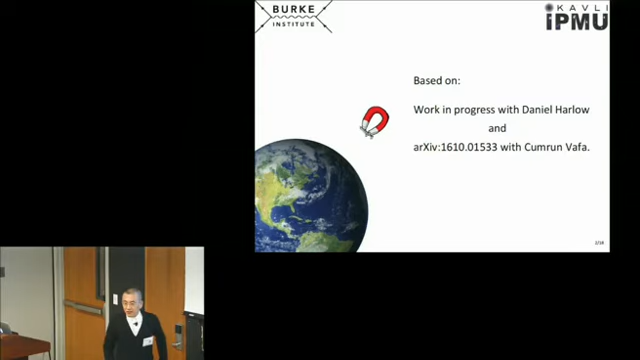 BURKE
INSTITUTE
KAVLI
iPMU
Based on:
Work in progress with Daniel Harlow
and
arXiv:1610.01533 with Cumrun Vafa.
2/18